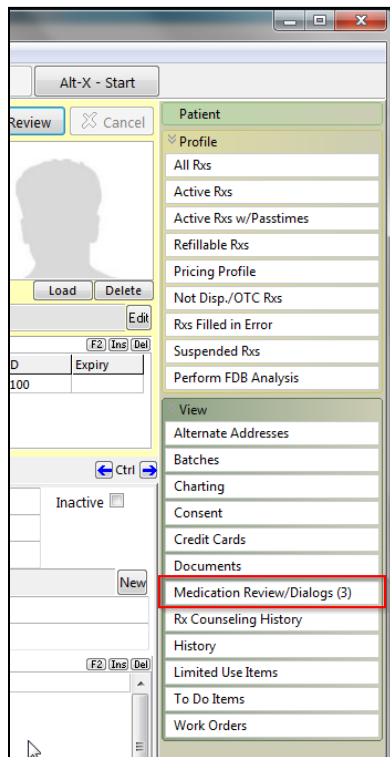 Alt-X - Start
Review
Cancel
Load
Delete
Edit
F2 Ins Del
D
Expiry
100
Ctrl
Inactive
New
F2 Ins Del
Patient
Profile
All Rxs
Active Rxs
Active Rxs w/Passtimes
Refillable Rxs
Pricing Profile
Not Disp./OTC Rxs
Rxs Filled in Error
Suspended Rxs
Perform FDB Analysis
View
Alternate Addresses
Batches
Charting
Consent
Credit Cards
Documents
Medication Review/Dialogs (3)
Rx Counseling History
History
Limited Use Items
To Do Items
Work Orders